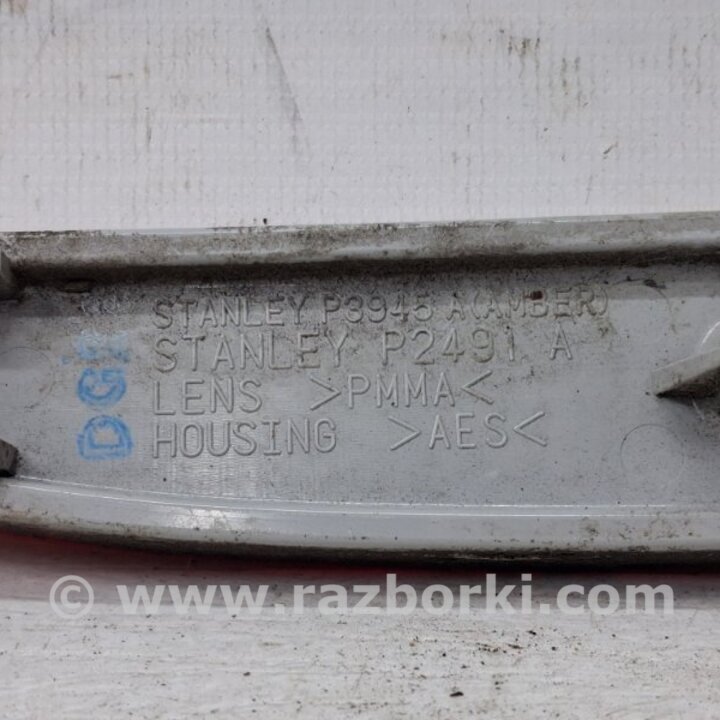 STANLEY P3945 A(AMBER)
STANLEY P2491 A
LENS >PMMA<
HOUSING >AES<
© www.razborki.com